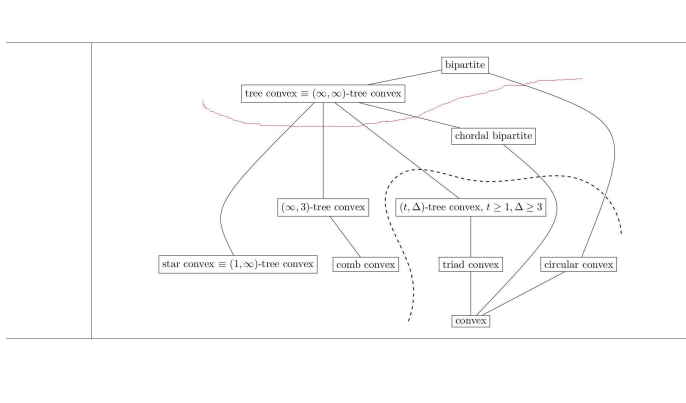 bipartite
tree convex ≡ (∞, ∞)-tree convex
chordal bipartite
(∞, 3)-tree convex
(t, Δ)-tree convex, t ≥ 1, Δ ≥ 3
star convex ≡ (1, ∞)-tree convex
comb convex
triad convex
circular convex
convex